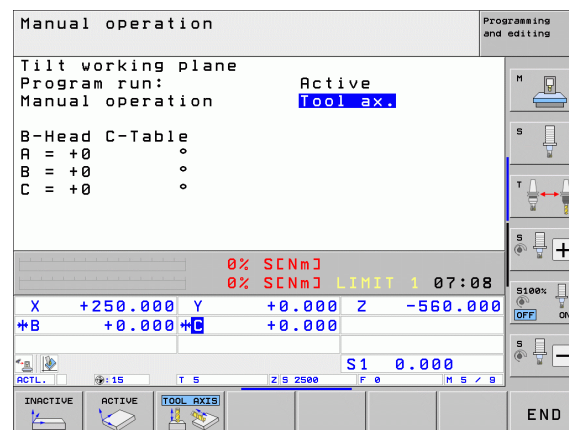 Manual operation
Programming and editing
Tilt working plane
Program run: Active
Manual operation Tool ax.
B-Head C-Table
A = +0 °
B = +0 °
C = +0 °
0% S[Nm]
0% S[Nm] LIMIT 1 07:08
X +250.000 Y +0.000 Z -560.000
B +0.000 C +0.000
S1 0.000
ACTL. :15 T 5 Z S 2500 F 0 M 5 / 9
INACTIVE ACTIVE TOOL AXIS END
M
S
T
S +
S100%
OFF ON
S -